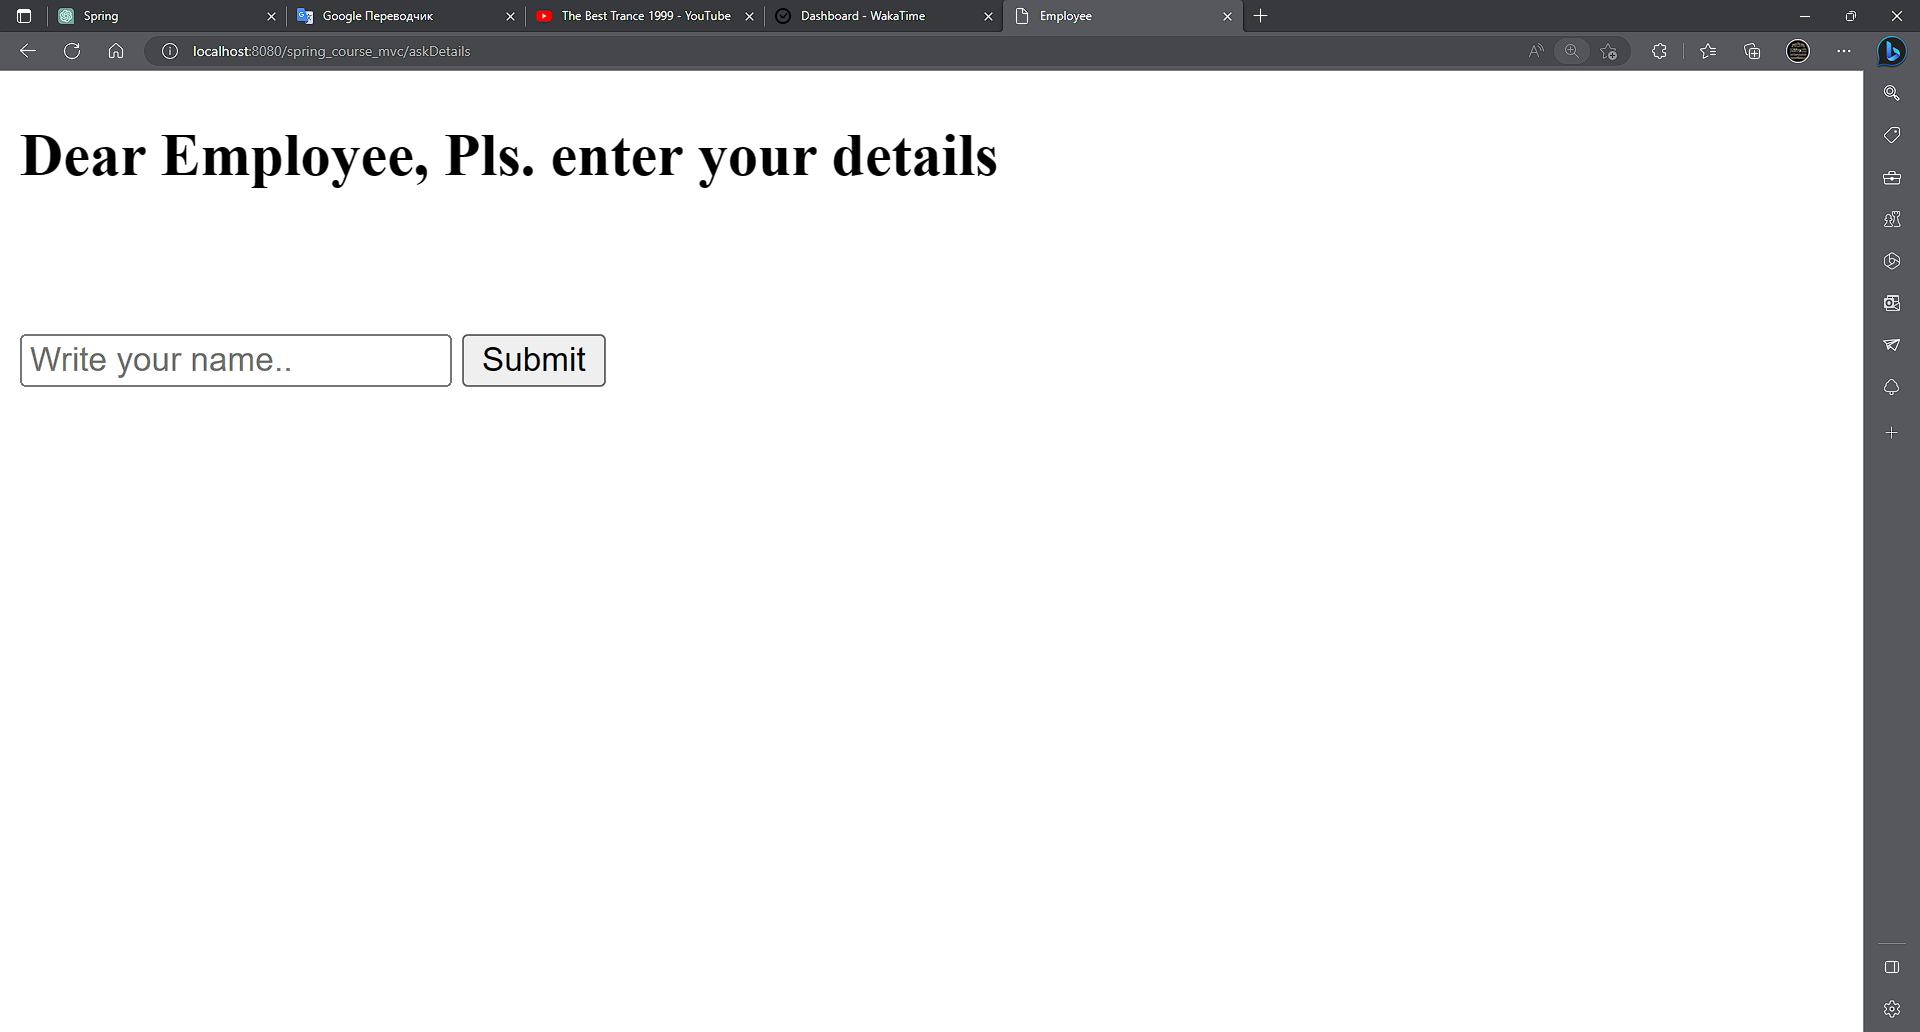 Spring
Google Переводчик
The Best Trance 1999 - YouTube
Dashboard - WakaTime
Employee
localhost:8080/spring_course_mvc/askDetails
Dear Employee, Pls. enter your details
Write your name..
Submit